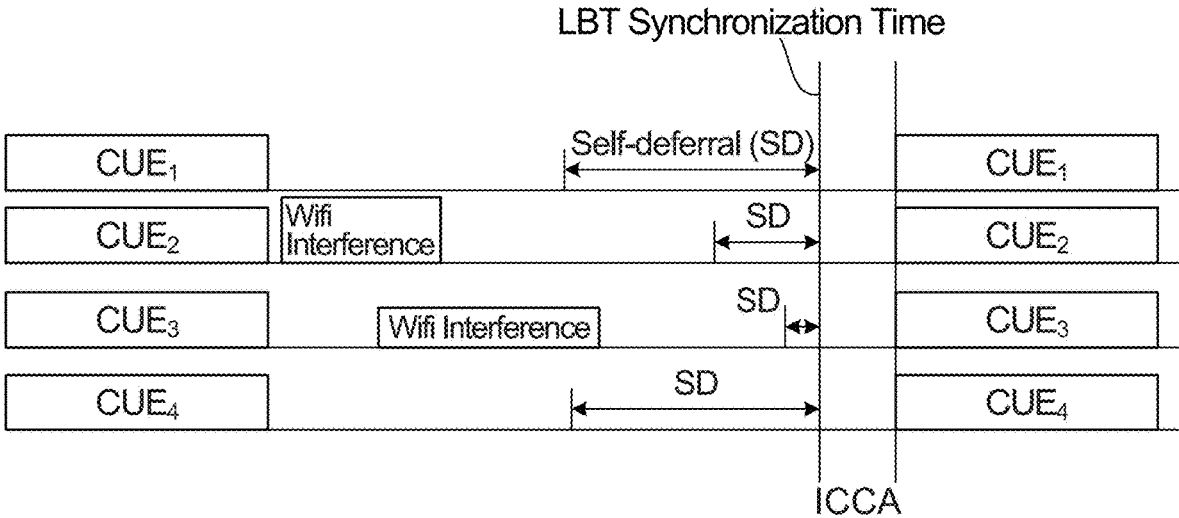 LBT Synchronization Time
CUE₁
Self-deferral (SD)
CUE₁
CUE₂
Wifi
Interference
SD
CUE₂
CUE₃
Wifi Interference
SD
CUE₃
CUE₄
SD
CUE₄
ICCA